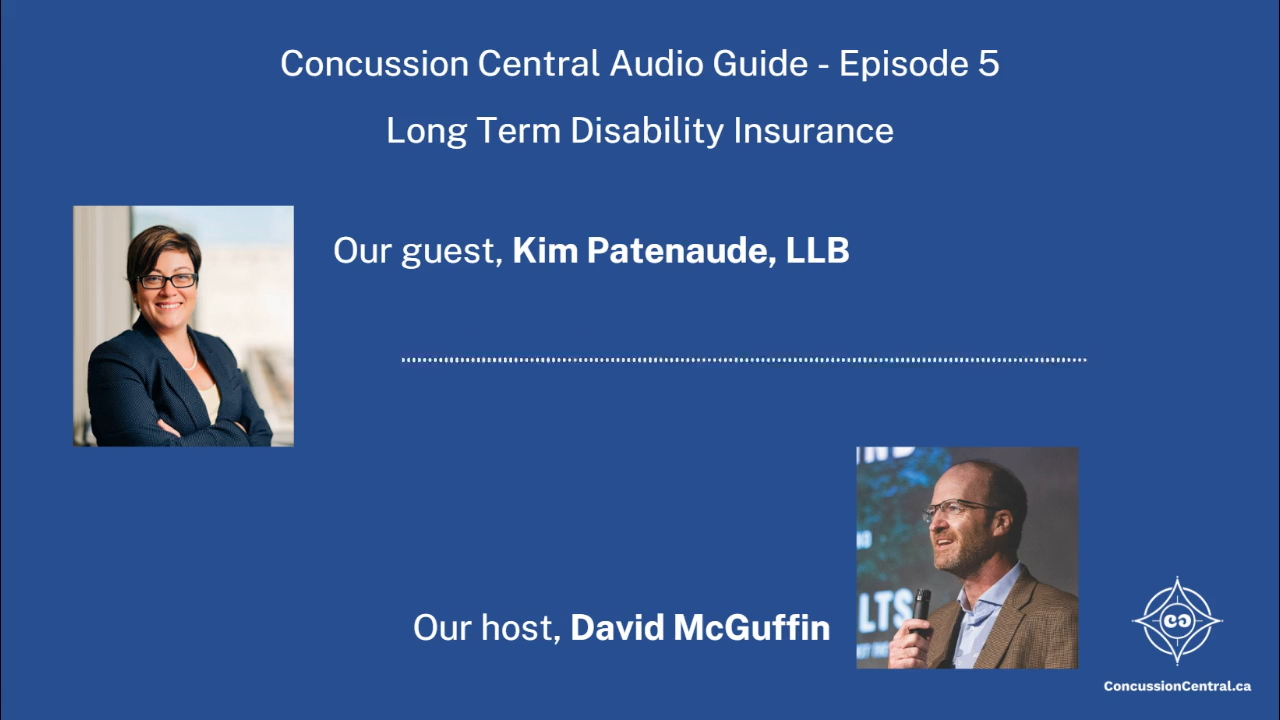 Concussion Central Audio Guide - Episode 5
Long Term Disability Insurance
Our guest, Kim Patenaude, LLB
LTS
Our host, David McGuffin
ConcussionCentral.ca